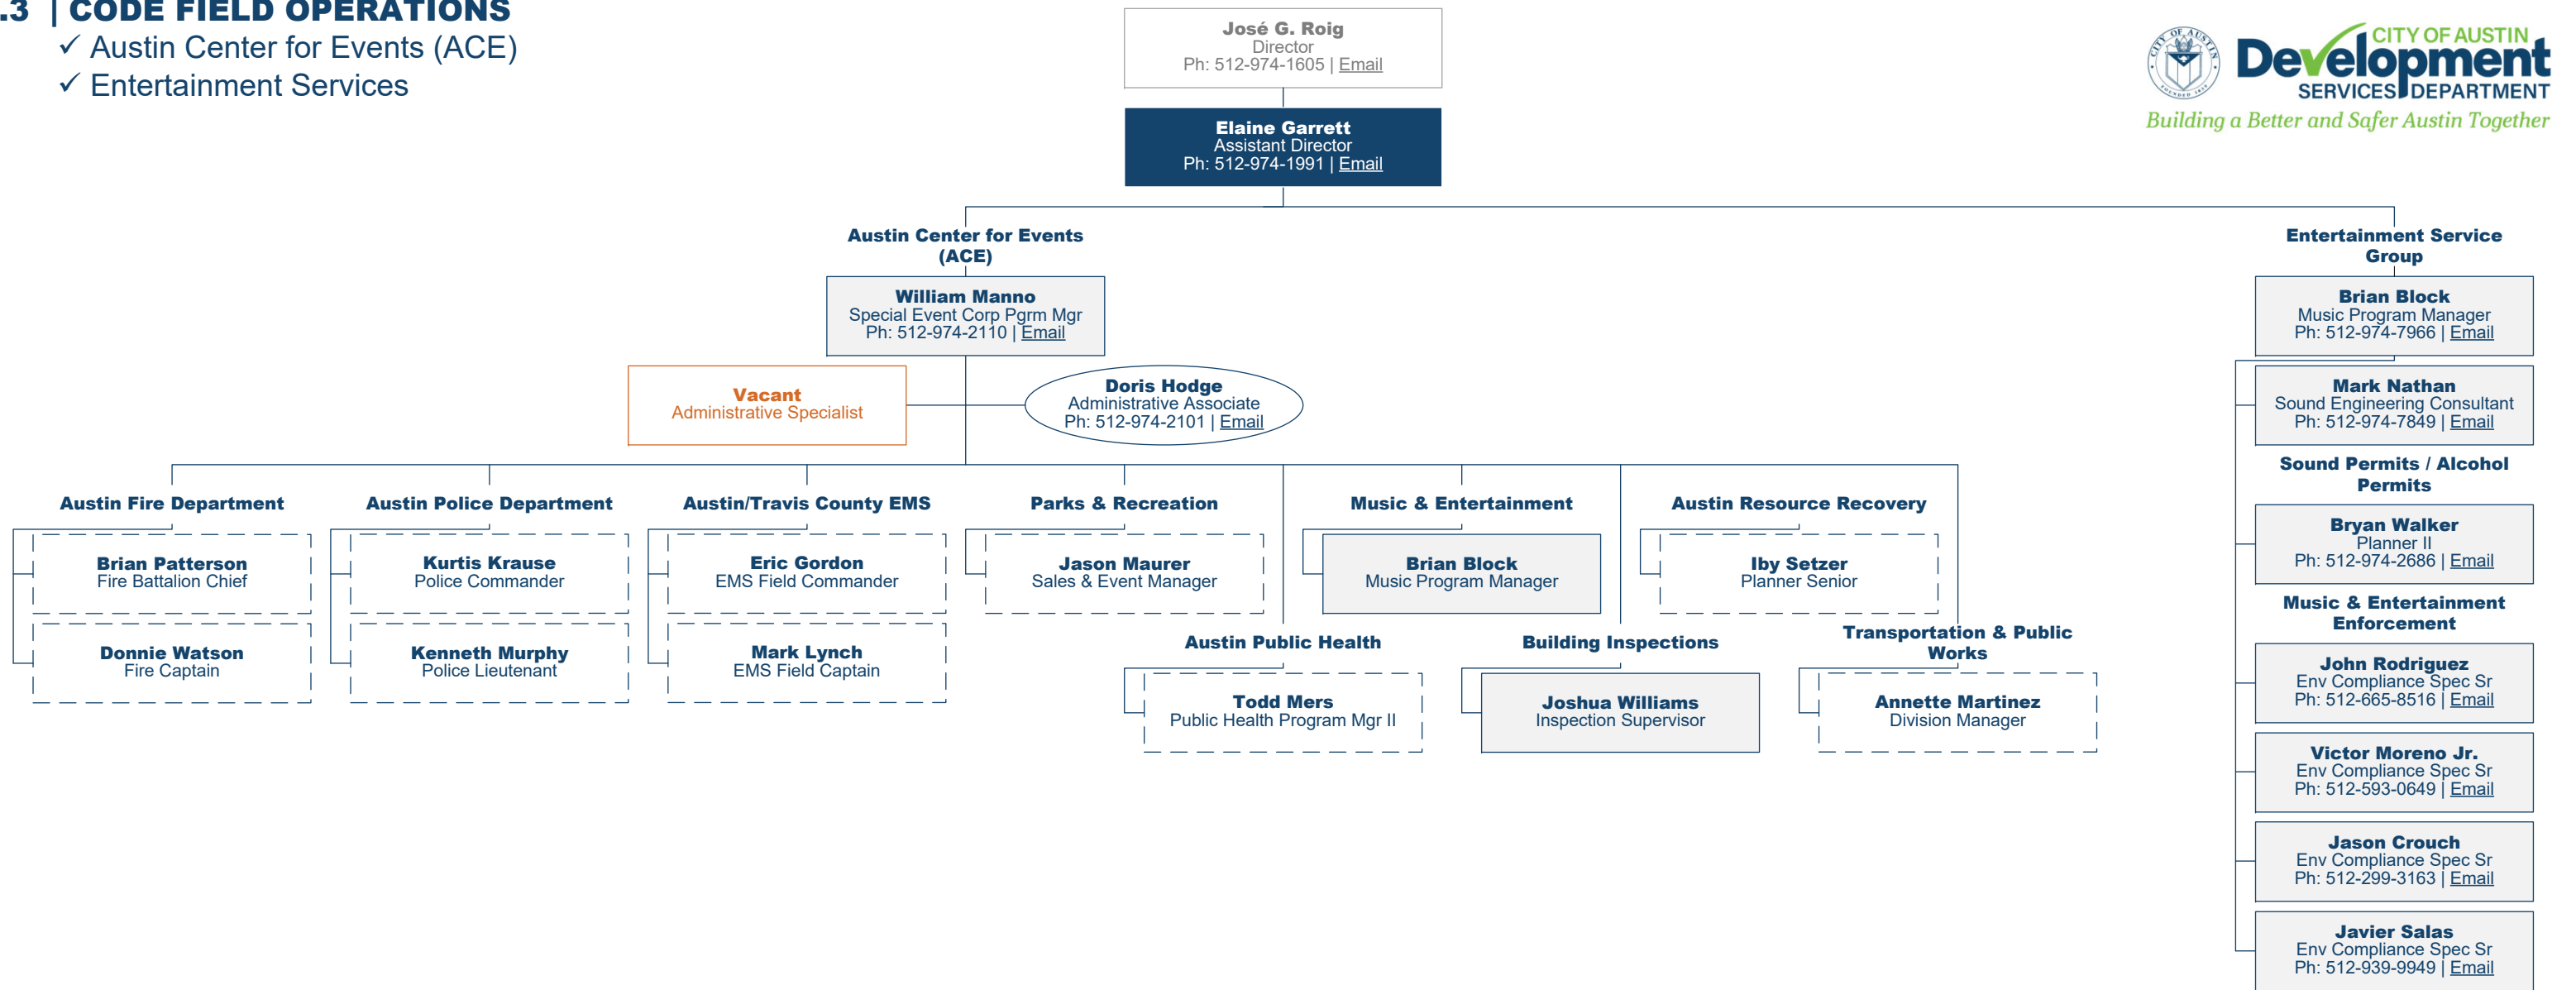 .3 | CODE FIELD OPERATIONS
✓ Austin Center for Events (ACE)
✓ Entertainment Services
José G. Roig
Director
Ph: 512-974-1605 | Email
CITY OF AUSTIN
FOUNDED 1839
CITY OF AUSTIN
Development
SERVICES DEPARTMENT
Building a Better and Safer Austin Together
Elaine Garrett
Assistant Director
Ph: 512-974-1991 | Email
Austin Center for Events
(ACE)
William Manno
Special Event Corp Pgrm Mgr
Ph: 512-974-2110 | Email
Vacant
Administrative Specialist
Doris Hodge
Administrative Associate
Ph: 512-974-2101 | Email
Austin Fire Department
Brian Patterson
Fire Battalion Chief
Donnie Watson
Fire Captain
Austin Police Department
Kurtis Krause
Police Commander
Kenneth Murphy
Police Lieutenant
Austin/Travis County EMS
Eric Gordon
EMS Field Commander
Mark Lynch
EMS Field Captain
Parks & Recreation
Jason Maurer
Sales & Event Manager
Austin Public Health
Todd Mers
Public Health Program Mgr II
Music & Entertainment
Brian Block
Music Program Manager
Building Inspections
Joshua Williams
Inspection Supervisor
Austin Resource Recovery
Iby Setzer
Planner Senior
Transportation & Public
Works
Annette Martinez
Division Manager
Entertainment Service
Group
Brian Block
Music Program Manager
Ph: 512-974-7966 | Email
Mark Nathan
Sound Engineering Consultant
Ph: 512-974-7849 | Email
Sound Permits / Alcohol
Permits
Bryan Walker
Planner II
Ph: 512-974-2686 | Email
Music & Entertainment
Enforcement
John Rodriguez
Env Compliance Spec Sr
Ph: 512-665-8516 | Email
Victor Moreno Jr.
Env Compliance Spec Sr
Ph: 512-593-0649 | Email
Jason Crouch
Env Compliance Spec Sr
Ph: 512-299-3163 | Email
Javier Salas
Env Compliance Spec Sr
Ph: 512-939-9949 | Email